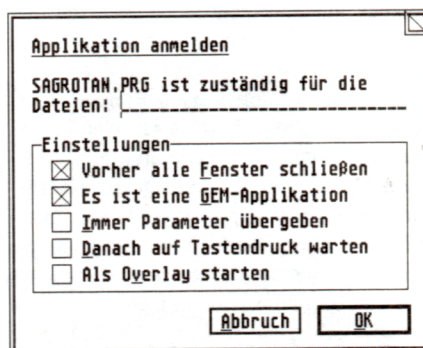 Applikation anmelden
SAGROTAN.PRG ist zuständig für die
Dateien: ______________________________
Einstellungen
Vorher alle Fenster schließen
Es ist eine GEM-Applikation
Immer Parameter übergeben
Danach auf Tastendruck warten
Als Overlay starten
Abbruch OK